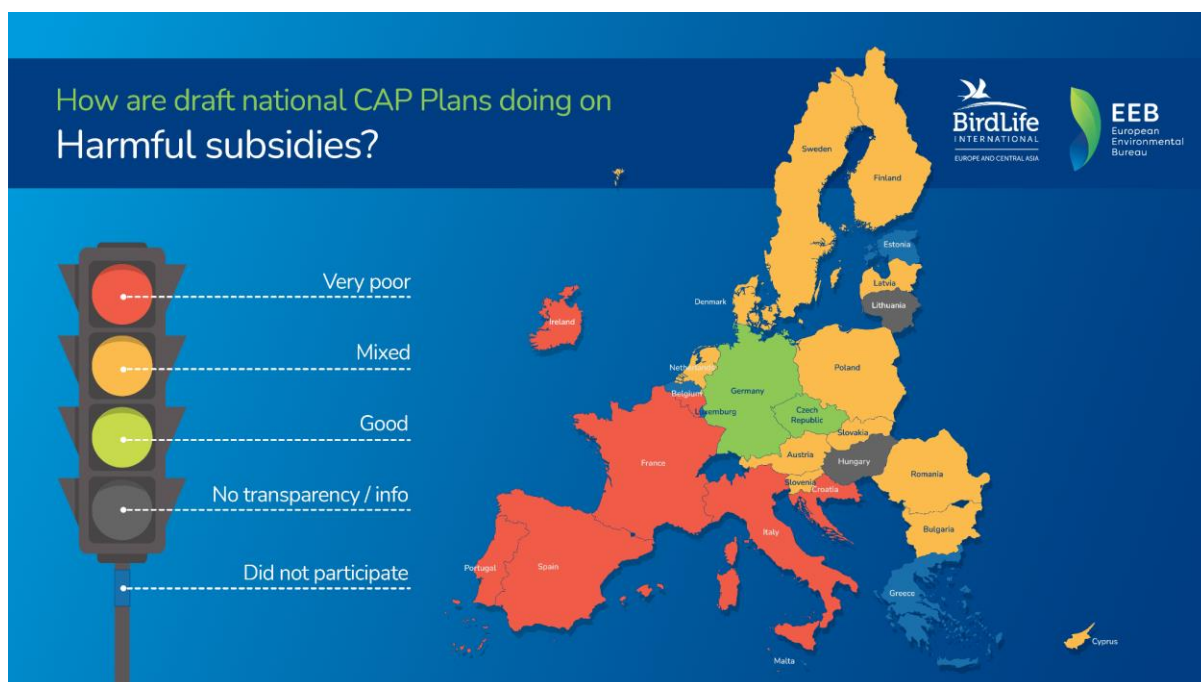 How are draft national CAP Plans doing on
Harmful subsidies?
BirdLife
INTERNATIONAL
EUROPE AND CENTRAL ASIA
EEB
European
Environmental
Bureau
Very poor
Mixed
Good
No transparency / info
Did not participate
Sweden
Finland
Estonia
Latvia
Lithuania
Denmark
Ireland
Netherlands
Belgium
Luxemburg
Germany
Poland
Czech
Republic
Slovakia
Austria
Hungary
Slovenia
Croatia
Romania
Bulgaria
France
Italy
Portugal
Spain
Greece
Malta
Cyprus